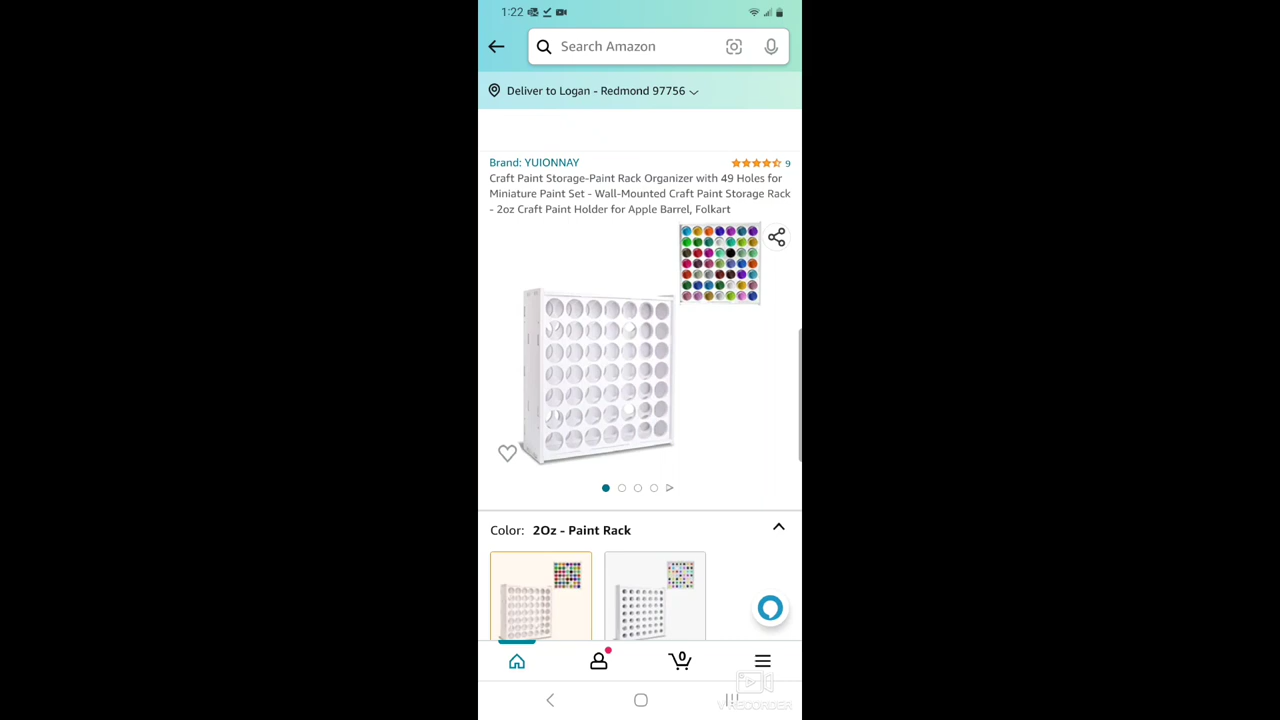 1:22
Search Amazon
Deliver to Logan - Redmond 97756
Brand: YUIONNAY
9
Craft Paint Storage-Paint Rack Organizer with 49 Holes for
Miniature Paint Set - Wall-Mounted Craft Paint Storage Rack
- 2oz Craft Paint Holder for Apple Barrel, Folkart
Color: 2Oz - Paint Rack
0
V RECORDER